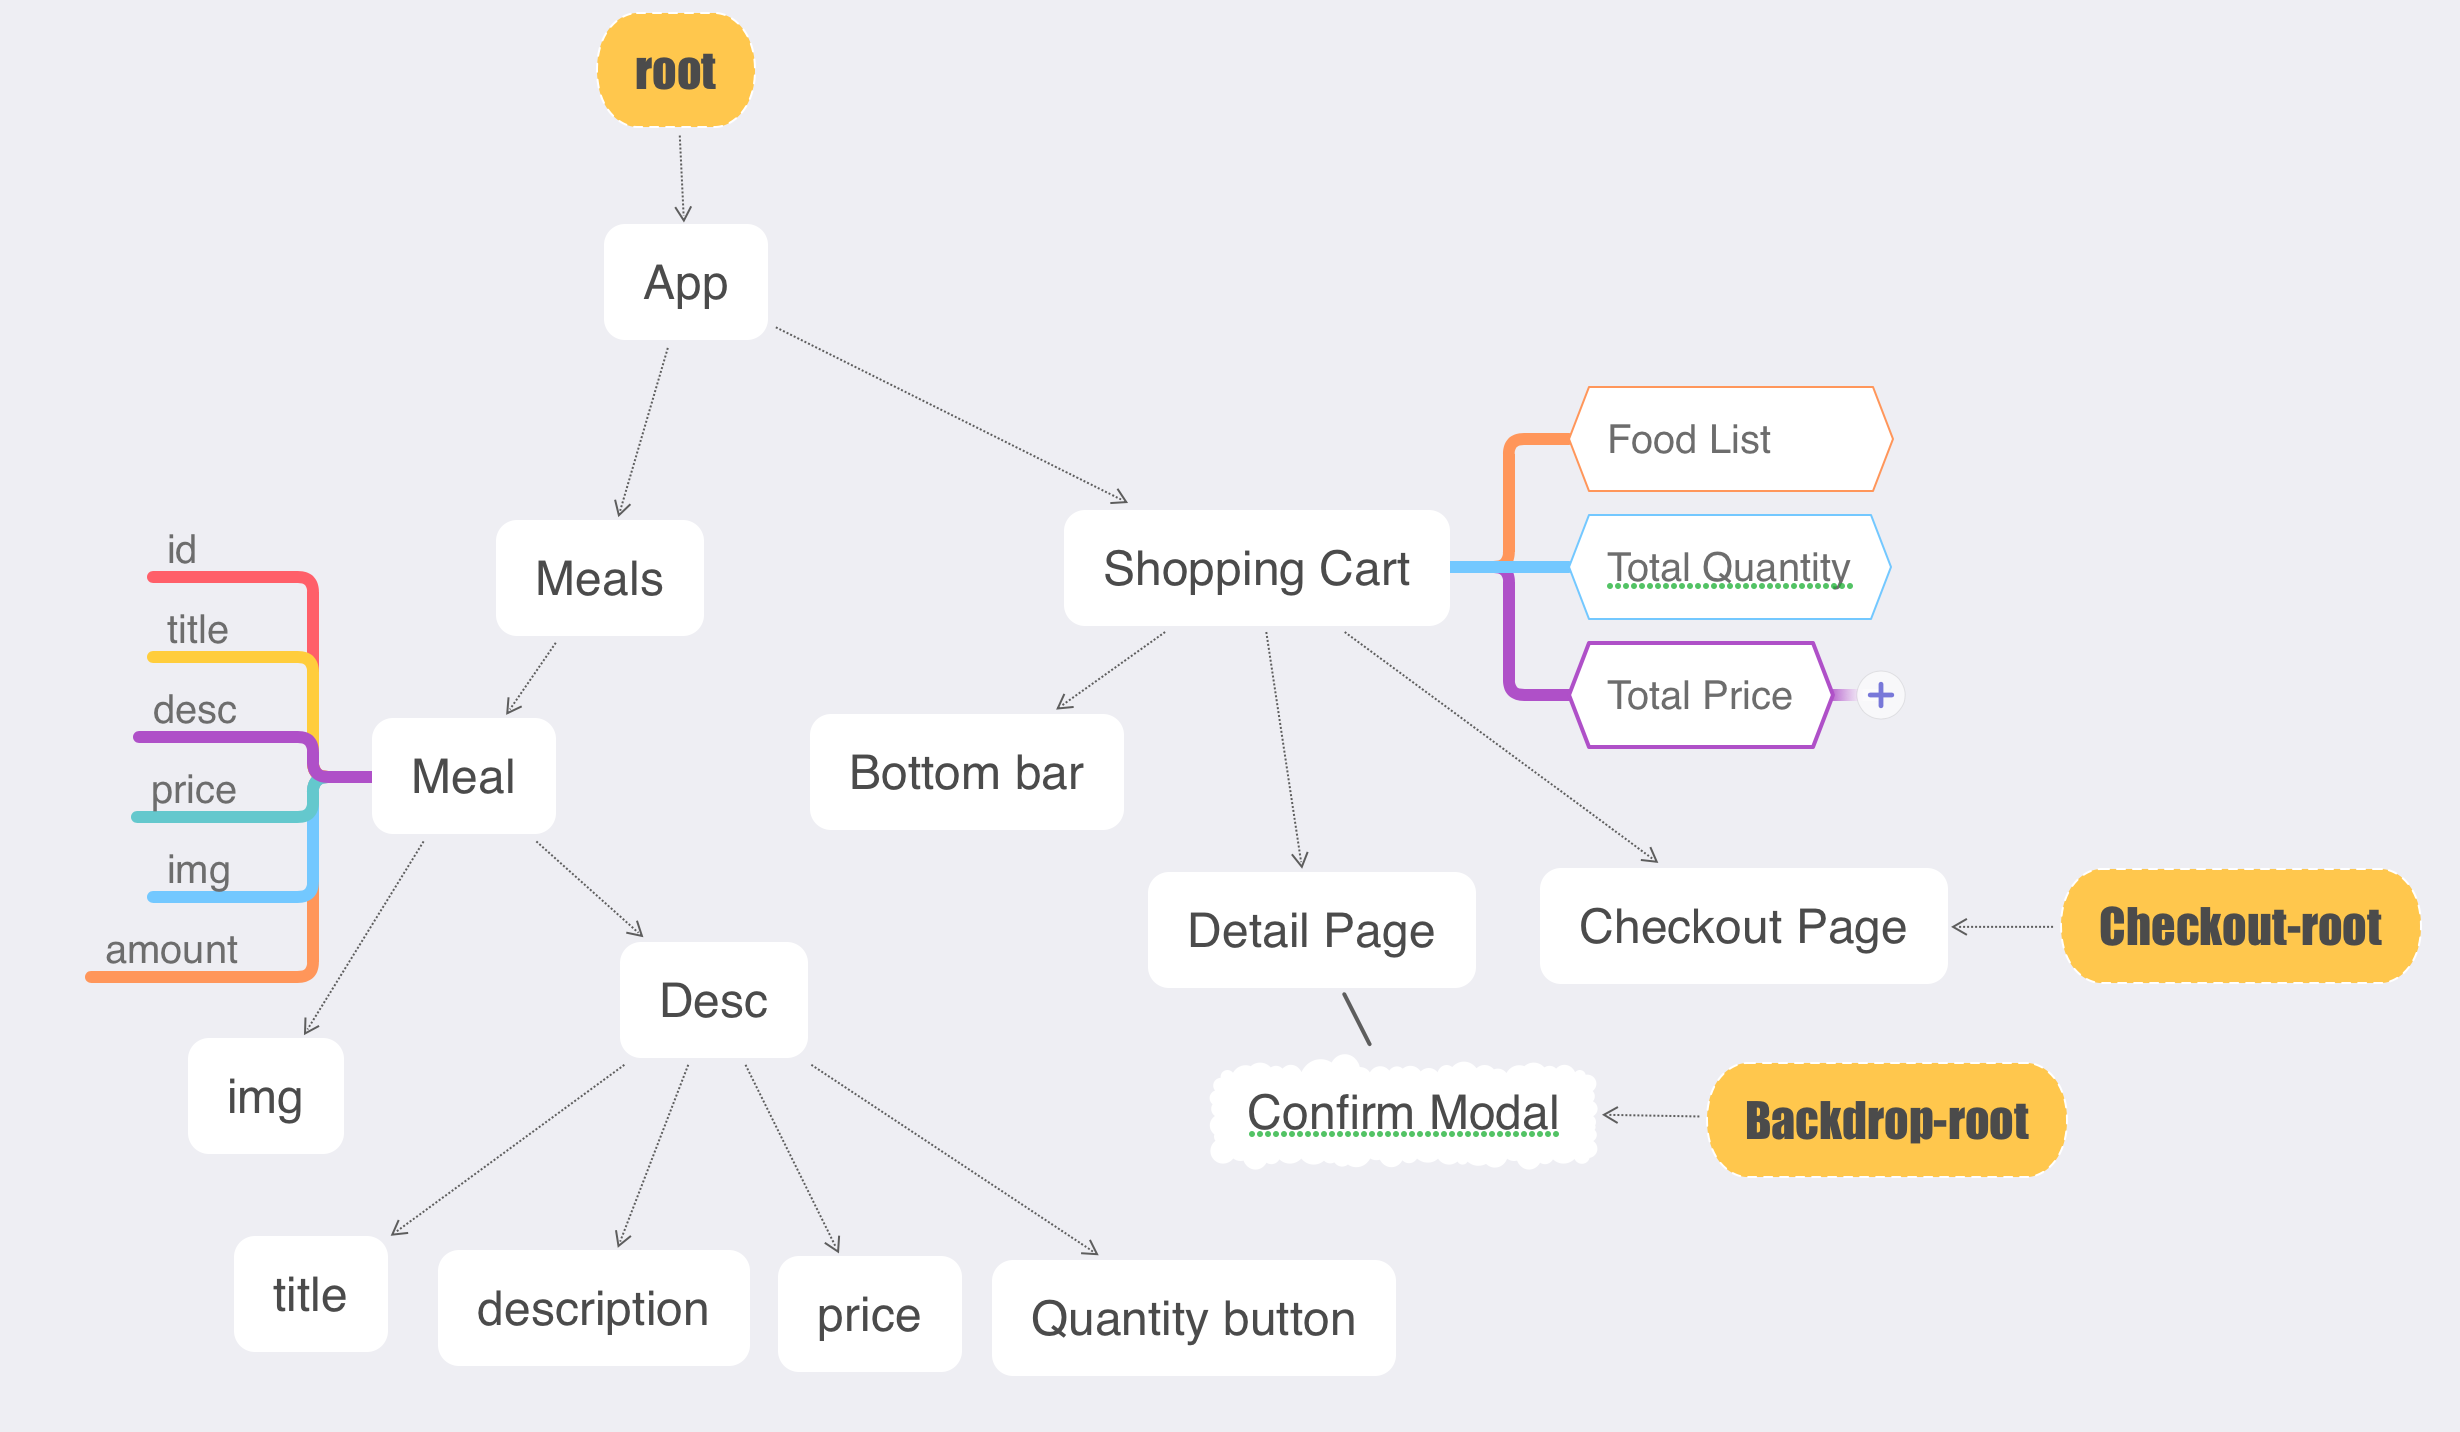 root
App
Food List
id
Meals
Shopping Cart
Total Quantity
title
desc
Total Price
Meal
Bottom bar
price
img
Detail Page
Checkout Page
Checkout-root
amount
Desc
img
Confirm Modal
Backdrop-root
title
description
price
Quantity button